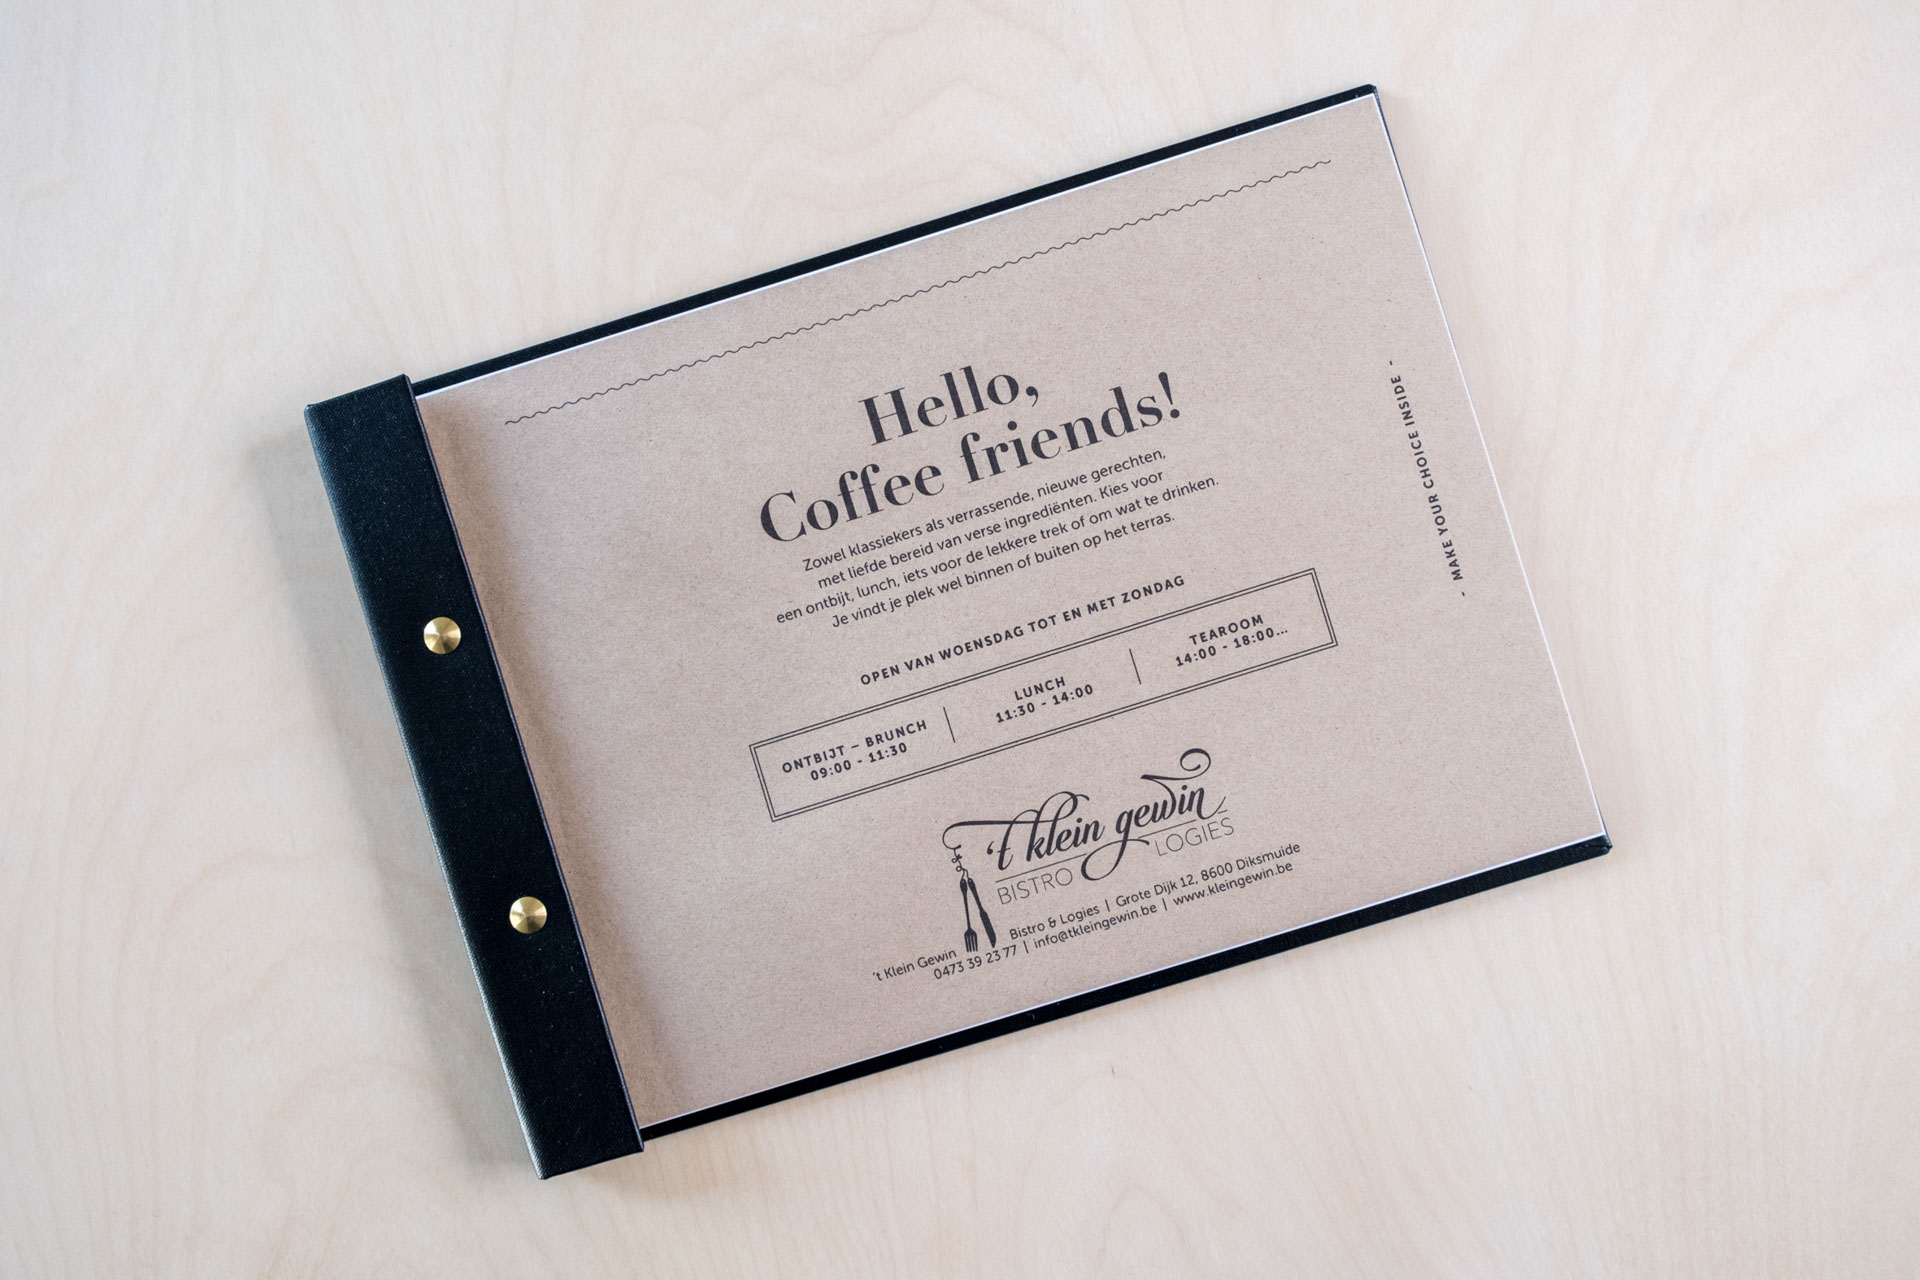 Hello,
Coffee friends!
Zowel klassiekers als verrassende, nieuwe gerechten,
met liefde bereid van verse ingrediënten. Kies voor
een ontbijt, lunch, iets voor de lekkere trek of om wat te drinken.
Je vindt je plek wel binnen of buiten op het terras.
OPEN VAN WOENSDAG TOT EN MET ZONDAG
ONTBIJT – BRUNCH
09:00 - 11:30
LUNCH
11:30 - 14:00
TEAROOM
14:00 - 18:00...
't klein gewin
BISTRO LOGIES
't Klein Gewin Bistro & Logies | Grote Dijk 12, 8600 Diksmuide
0473 39 23 77 | info@tkleingewin.be | www.kleingewin.be
- MAKE YOUR CHOICE INSIDE -